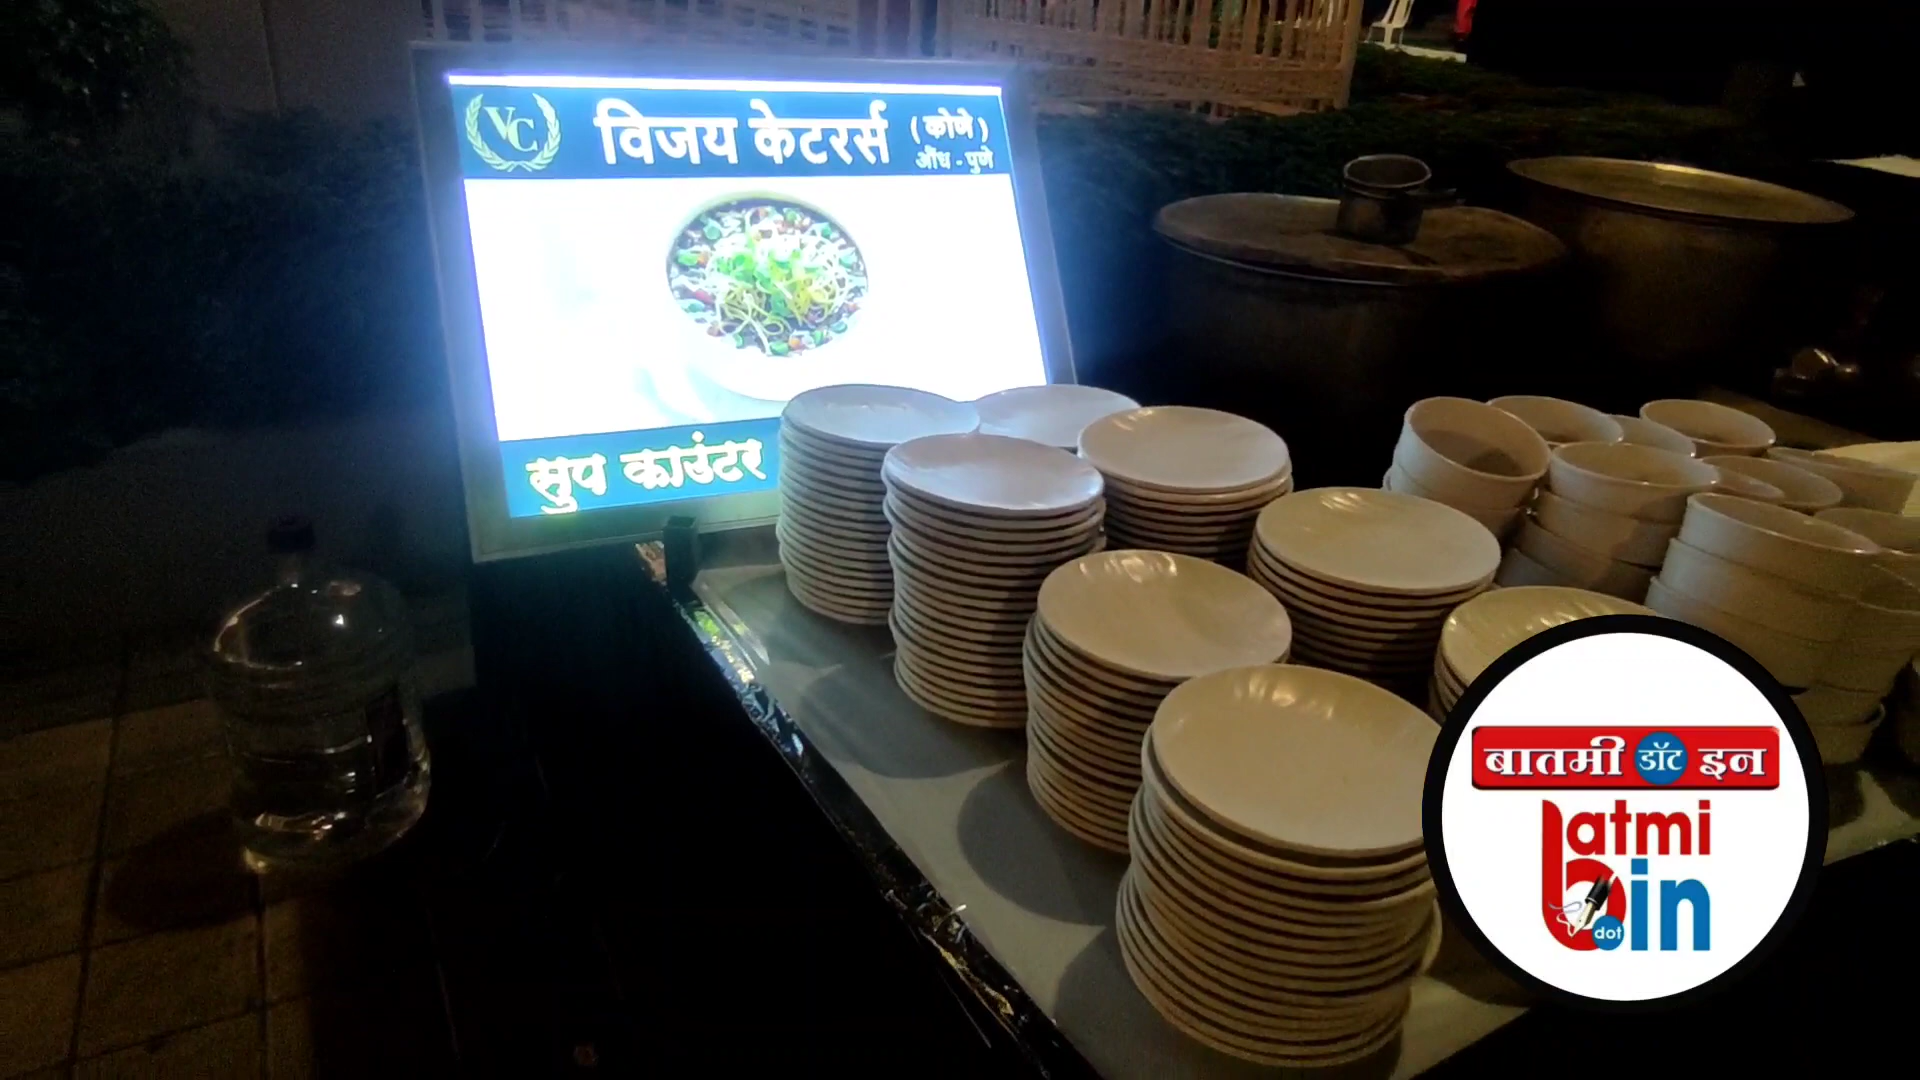 VC
विजय केटरर्स
(कोणे)
औंध - पुणे
सुप काउंटर
बातमी डॉट इन
batmi
dot in